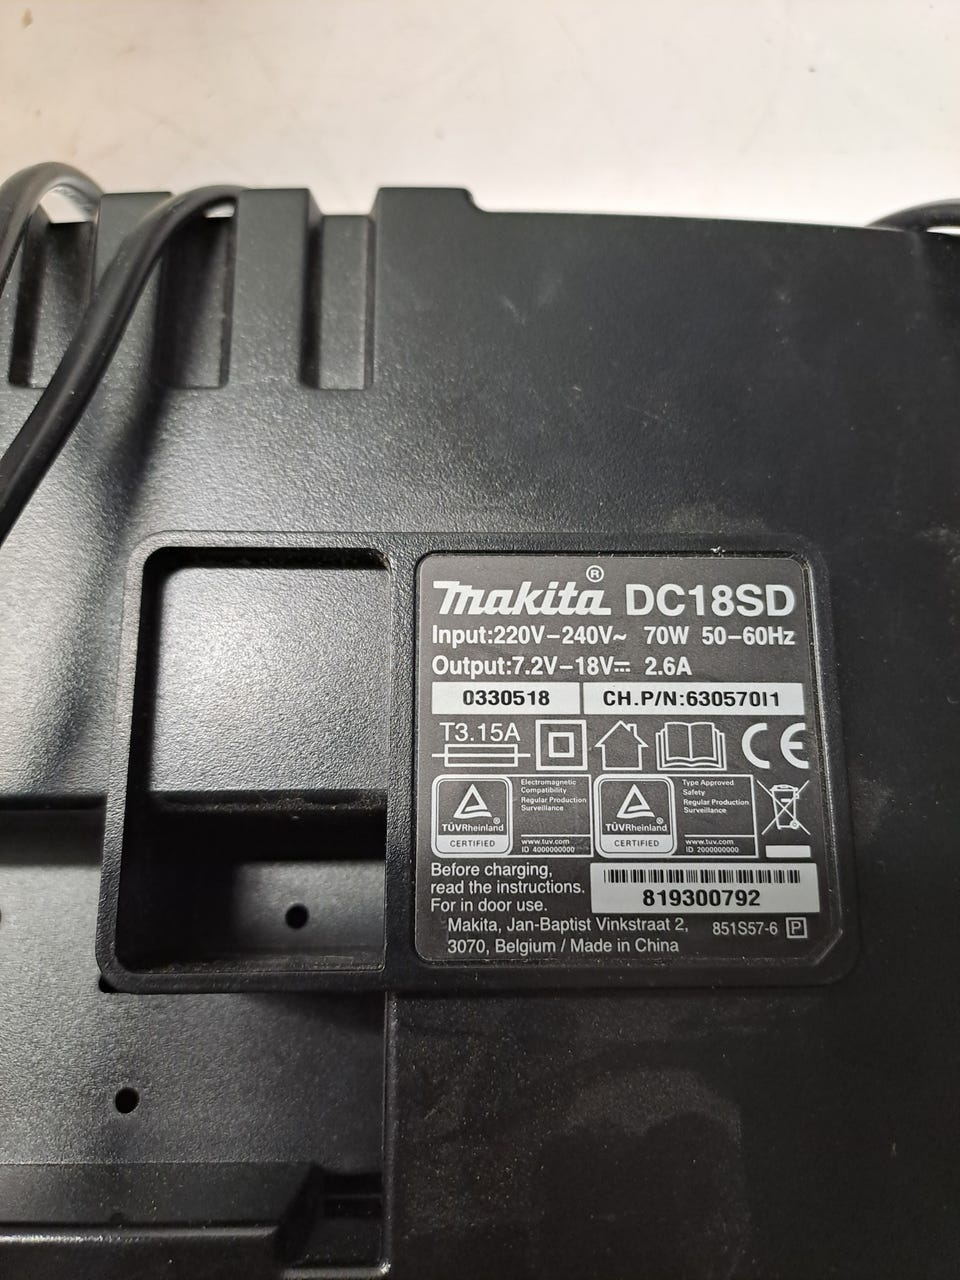 makita® DC18SD
Input:220V–240V~ 70W 50–60Hz
Output:7.2V–18V⎓ 2.6A
0330518 CH.P/N:630570I1
T3.15A
CE
Electromagnetic
Compatibility
Regular Production
Surveillance
TÜVRheinland®
CERTIFIED
www.tuv.com
ID 4000000000
Type Approved
Safety
Regular Production
Surveillance
TÜVRheinland®
CERTIFIED
www.tuv.com
ID. 2000000000
Before charging,
read the instructions.
For in door use.
819300792
Makita, Jan-Baptist Vinkstraat 2,
3070, Belgium / Made in China
851S57-6 P